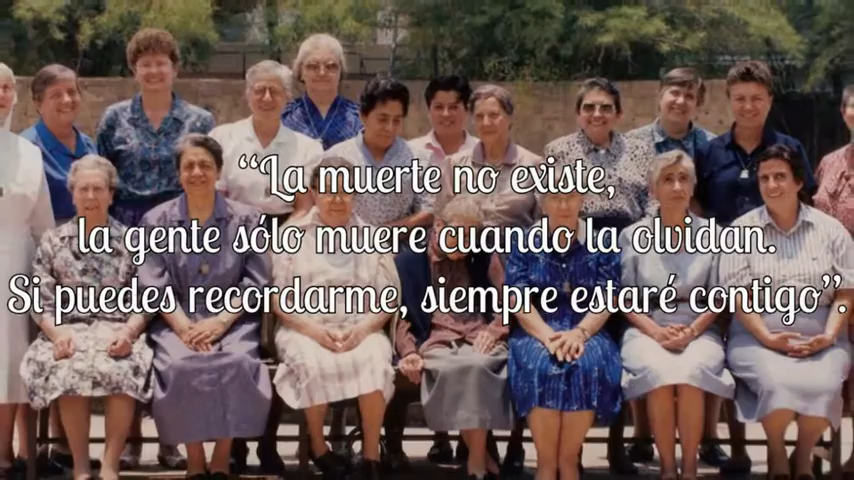 “La muerte no existe,
la gente sólo muere cuando la olvidan.
Si puedes recordarme, siempre estaré contigo”.